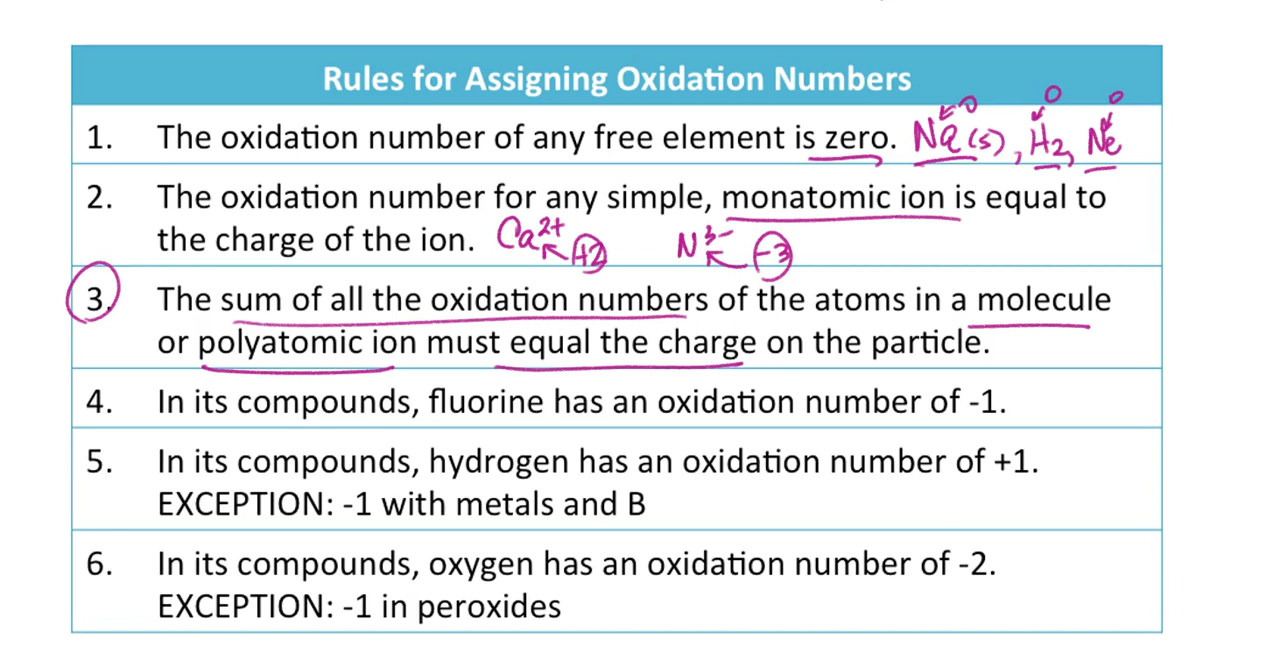 Rules for Assigning Oxidation Numbers
1. The oxidation number of any free element is zero. Na(s), H2, Ne
0 0 0
2. The oxidation number for any simple, monatomic ion is equal to
the charge of the ion. Ca2+ +2 N3- -3
3. The sum of all the oxidation numbers of the atoms in a molecule
or polyatomic ion must equal the charge on the particle.
4. In its compounds, fluorine has an oxidation number of -1.
5. In its compounds, hydrogen has an oxidation number of +1.
EXCEPTION: -1 with metals and B
6. In its compounds, oxygen has an oxidation number of -2.
EXCEPTION: -1 in peroxides